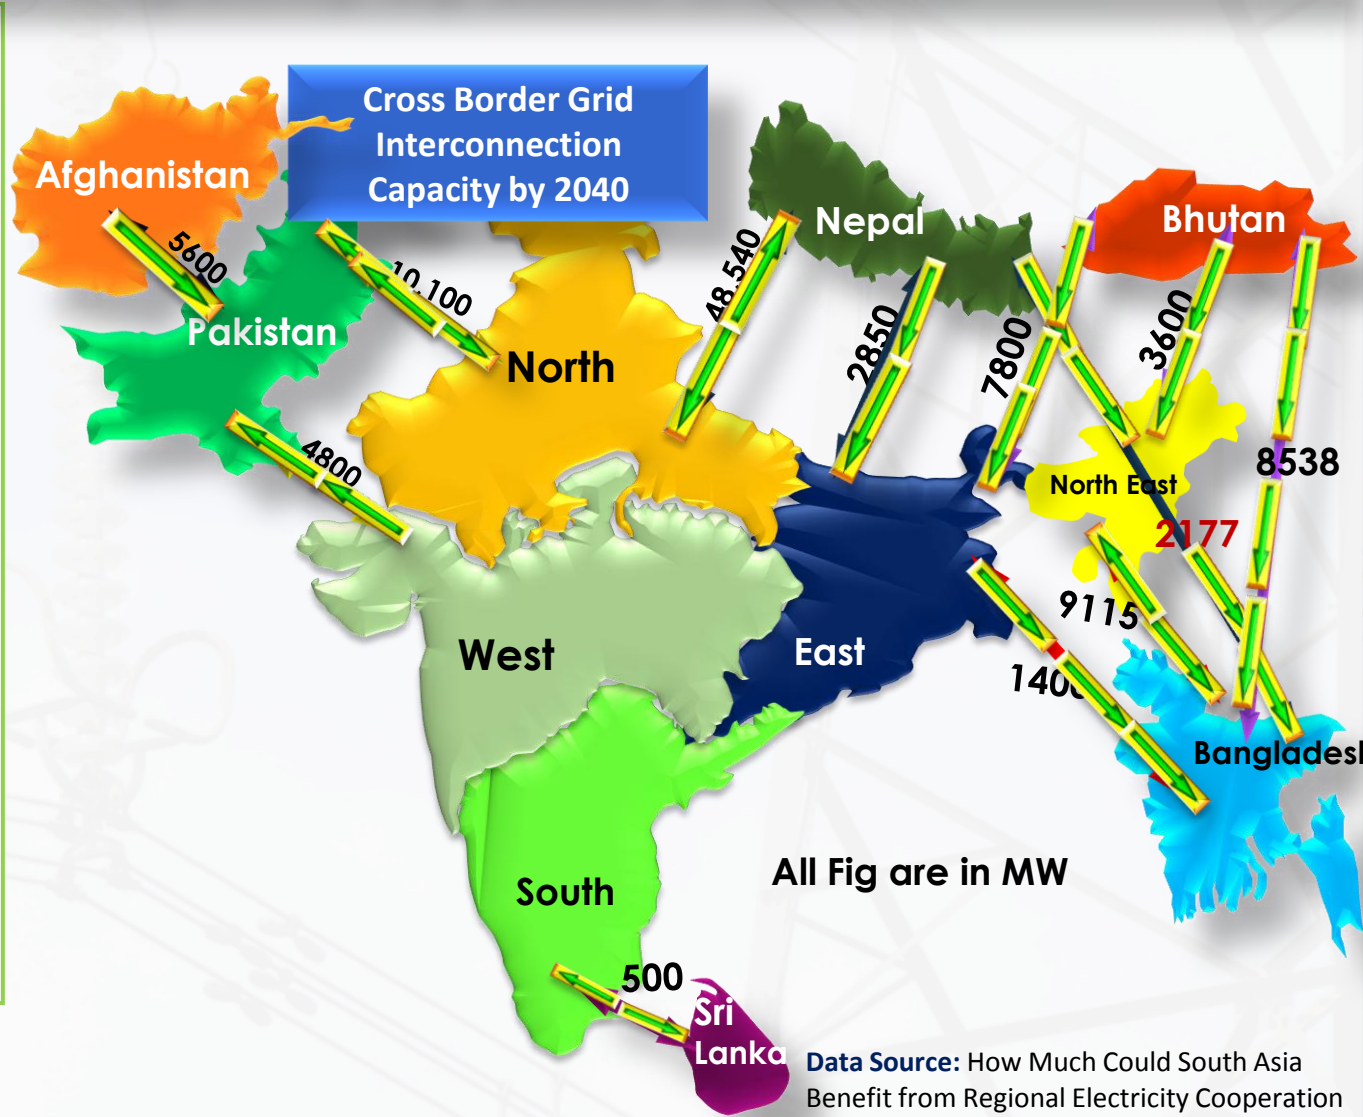 Cross Border Grid
Interconnection
Capacity by 2040
Afghanistan
5600
Pakistan
10,100
4800
North
48,540
Nepal
2850
7800
Bhutan
3600
8538
North East
2177
9115
West
East
Bangladesh
South
All Fig are in MW
500
Sri
Lanka
Data Source: How Much Could South Asia
Benefit from Regional Electricity Cooperation